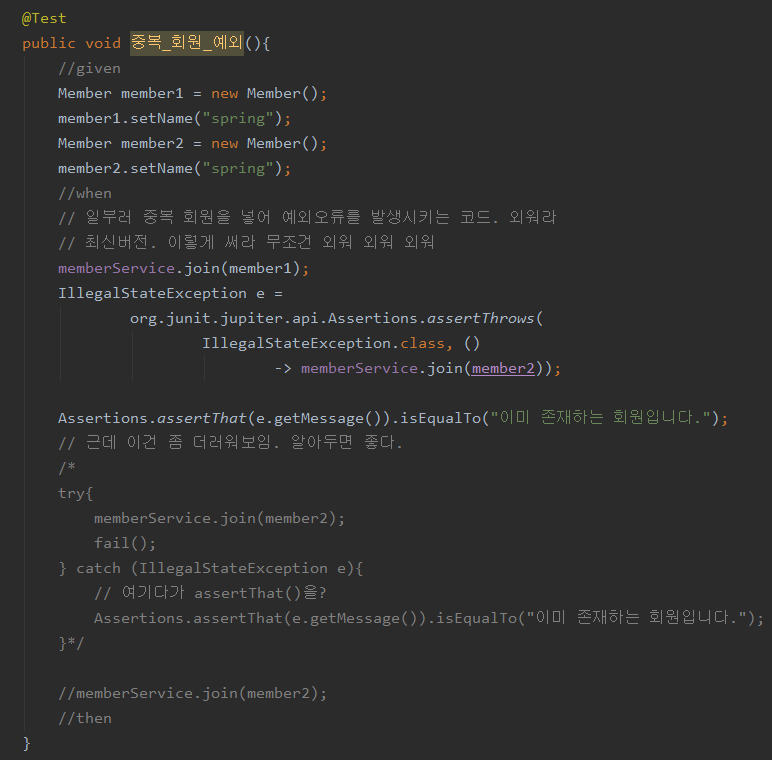 @Test
public void 중복_회원_예외(){
//given
Member member1 = new Member();
member1.setName("spring");
Member member2 = new Member();
member2.setName("spring");
//when
// 일부러 중복 회원을 넣어 예외오류를 발생시키는 코드. 외워라
// 최신버전. 이렇게 써라 무조건 외워 외워 외워
memberService.join(member1);
IllegalStateException e =
org.junit.jupiter.api.Assertions.assertThrows(
IllegalStateException.class, ()
-> memberService.join(member2));
Assertions.assertThat(e.getMessage()).isEqualTo("이미 존재하는 회원입니다.");
// 근데 이건 좀 더러워보임. 알아두면 좋다.
/*
try{
memberService.join(member2);
fail();
} catch (IllegalStateException e){
// 여기다가 assertThat()을?
Assertions.assertThat(e.getMessage()).isEqualTo("이미 존재하는 회원입니다.");
}*/
//memberService.join(member2);
//then
}